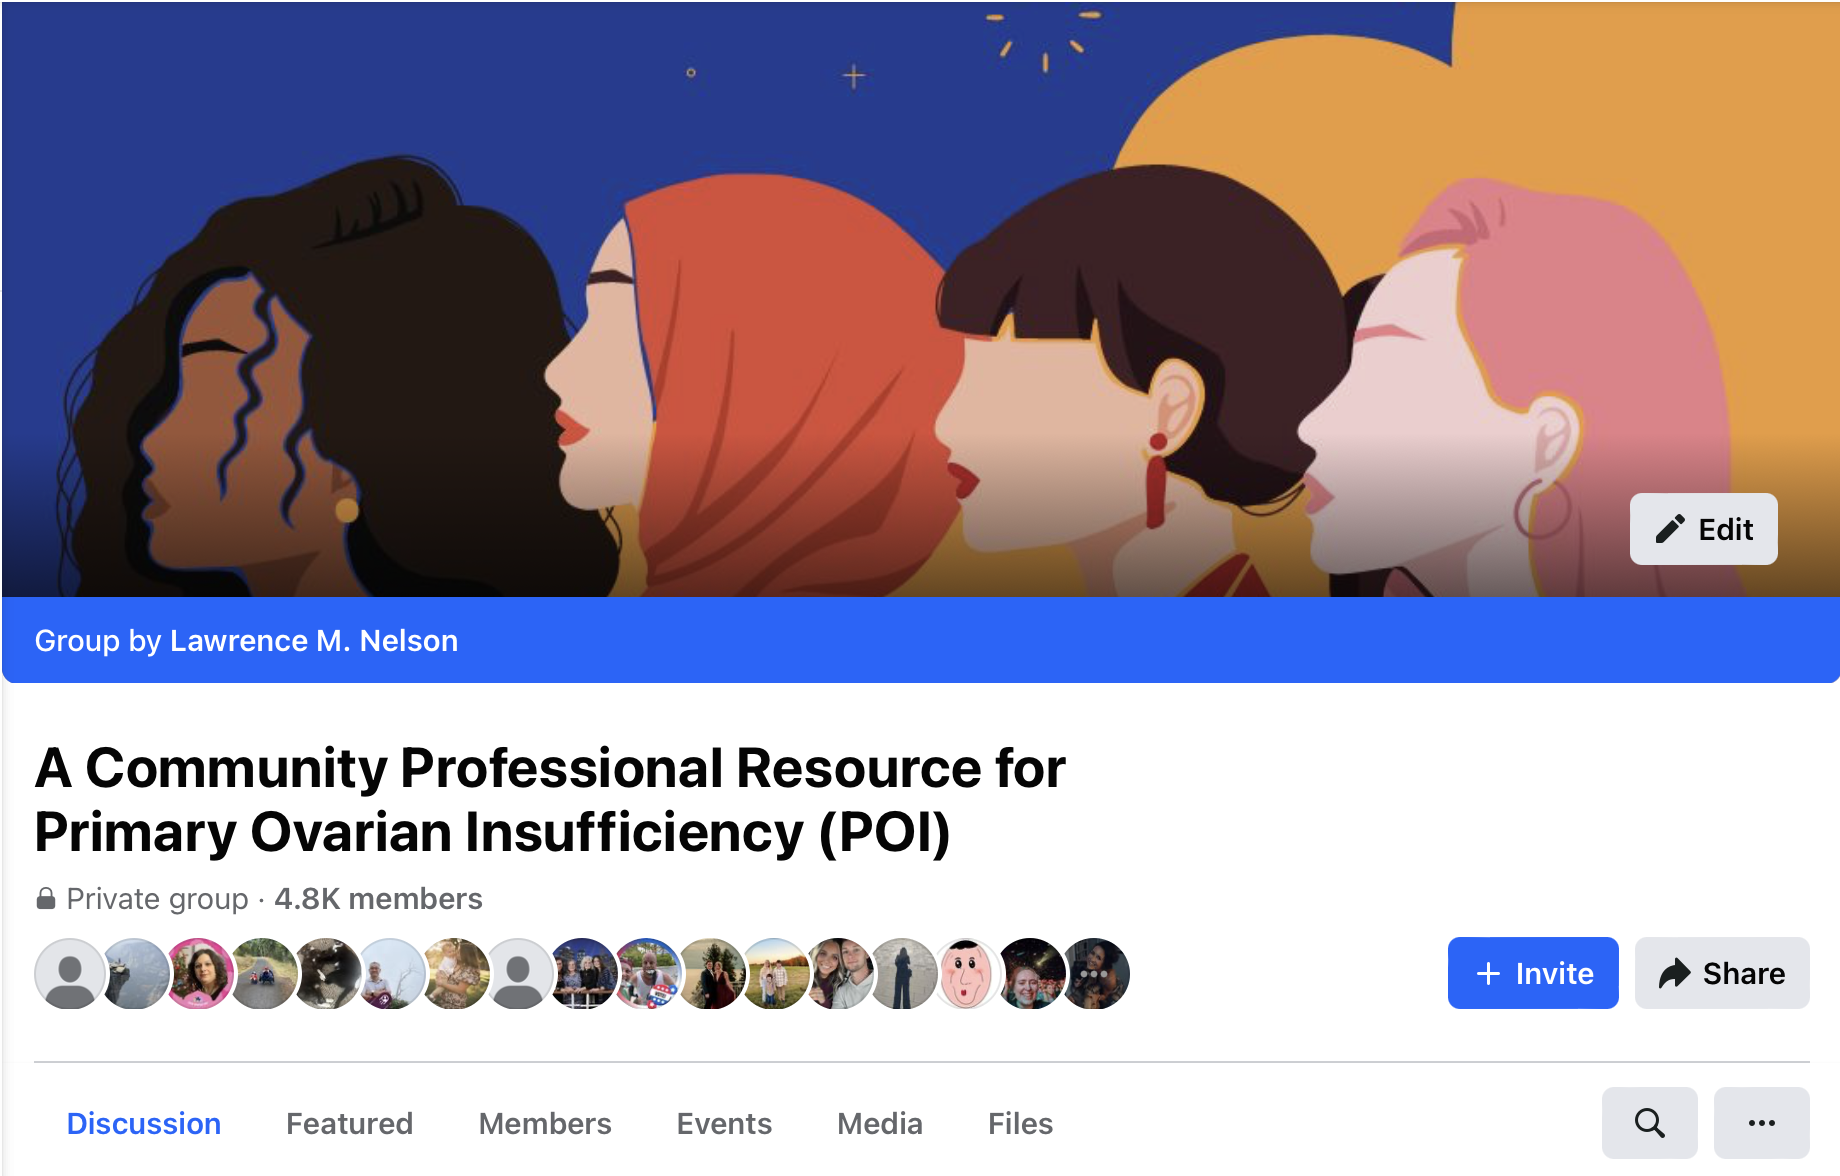 Edit
Group by Lawrence M. Nelson
A Community Professional Resource for
Primary Ovarian Insufficiency (POI)
Private group · 4.8K members
+ Invite
Share
Discussion Featured Members Events Media Files